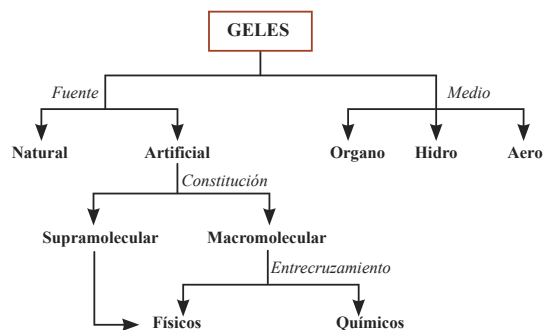 GELES
Fuente
Medio
Natural
Artificial
Organo
Hidro
Aero
Constitución
Supramolecular
Macromolecular
Entrecruzamiento
Físicos
Químicos